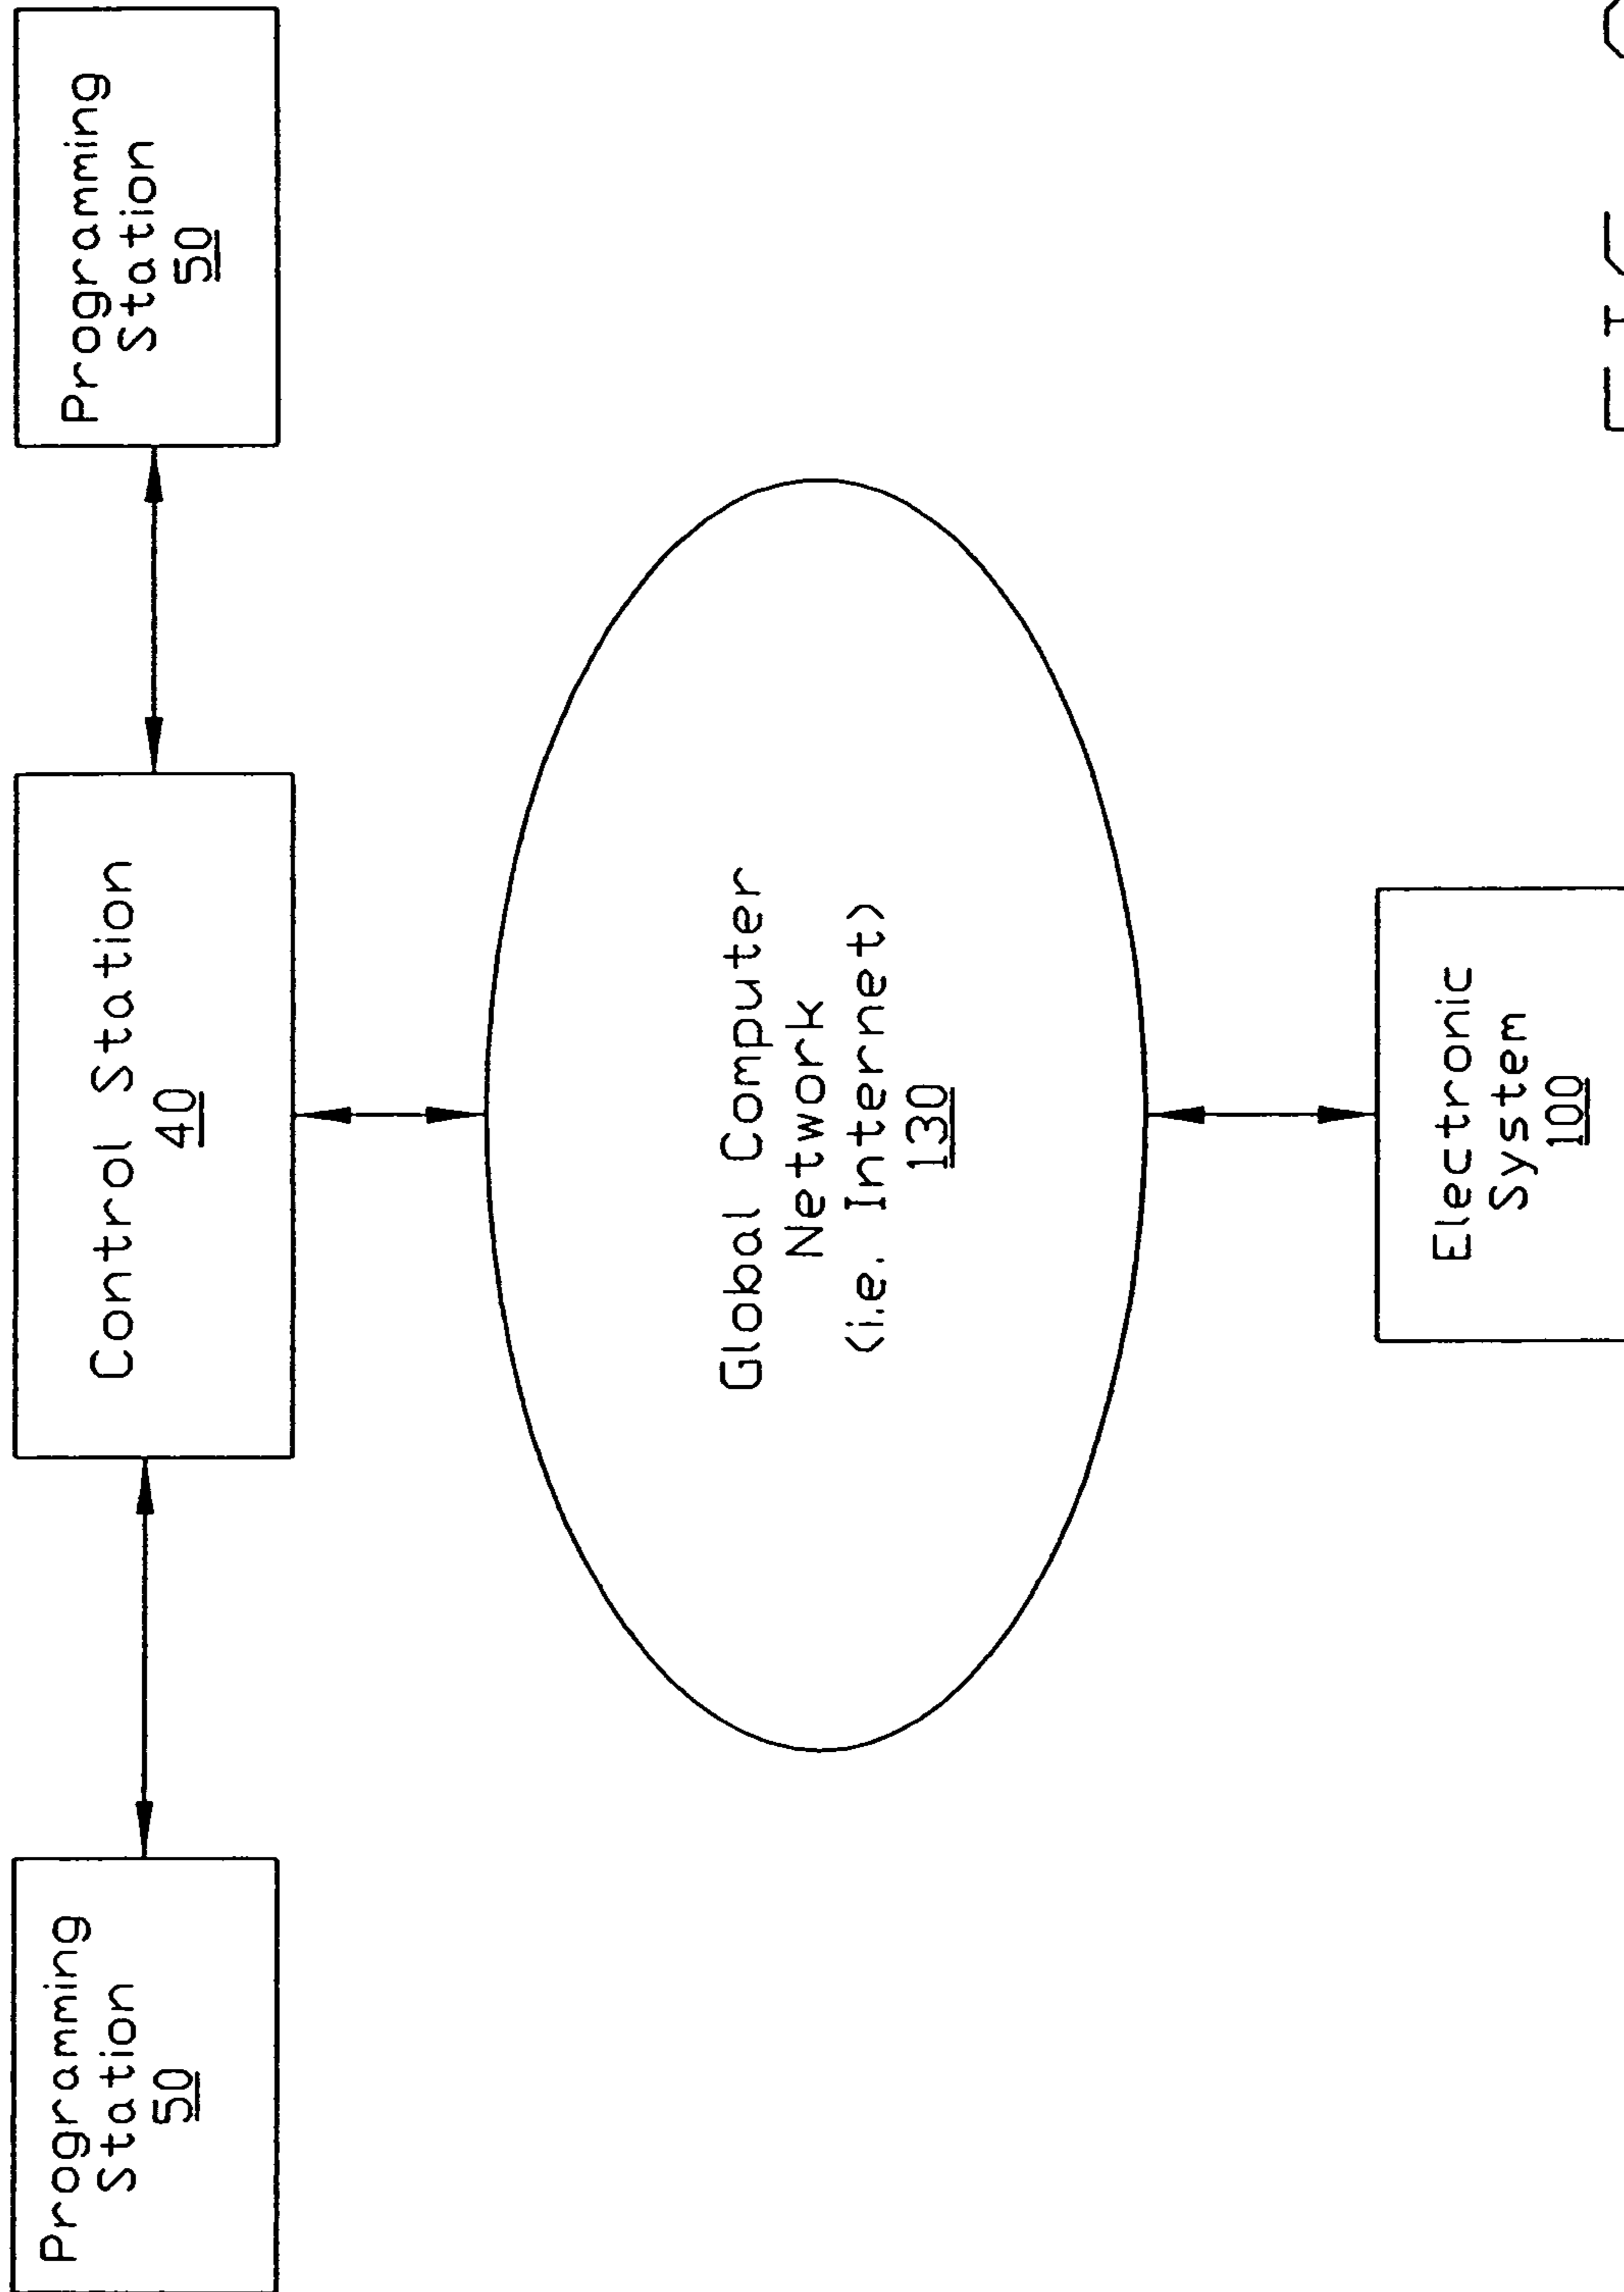 Programming
Station
50
Control Station
40
Programming
Station
50
Global Computer
Network
(i.e. Internet)
130
Electronic
System
100